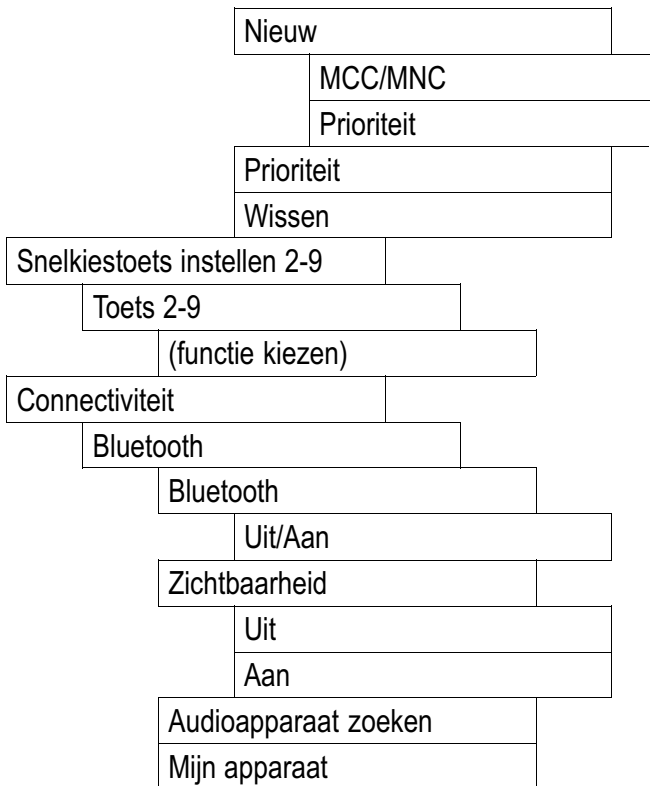 Nieuw
MCC/MNC
Prioriteit
Prioriteit
Wissen
Snelkiestoets instellen 2-9
Toets 2-9
(functie kiezen)
Connectiviteit
Bluetooth
Bluetooth
Uit/Aan
Zichtbaarheid
Uit
Aan
Audioapparaat zoeken
Mijn apparaat